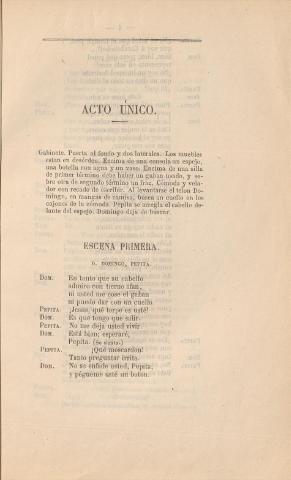 — 4 —
ACTO ÚNICO.
Gabinete. Puerta al fondo y dos laterales. Los muebles
estan en desórden. Encima de una consola un espejo,
una botella con agua y un vaso. Encima de una silla
de primer término debe haber un gaban usado, y so-
bre otra de segundo término un frac. Cómoda y vela-
dor con recado de escribir. Al levantarse el telon Do-
mingo, en mangas de camisa, busca un cuello en los
cajones de la cómoda. Pepita se arregla el cabello de-
lante del espejo. Domingo deja de buscar.
ESCENA PRIMERA.
D. DOMINGO, PEPITA.
DOM. En tanto que su cabello
admiro con tierno afan,
ni usted me cose el gaban
ni puedo dar con un cuello.
PEPITA. ¡Jesus, qué torpe es usté!
DOM. Es que tengo que salir.
PEPITA. No me deja usted vivir.
DOM. Está bien; esperaré,
Pepita. (Se sienta.)
PEPITA. ¡Qué moscardon!
Tanto preguntar irrita.
DOM. No se enfade usted, Pepita,
y pégueme usté un boton.